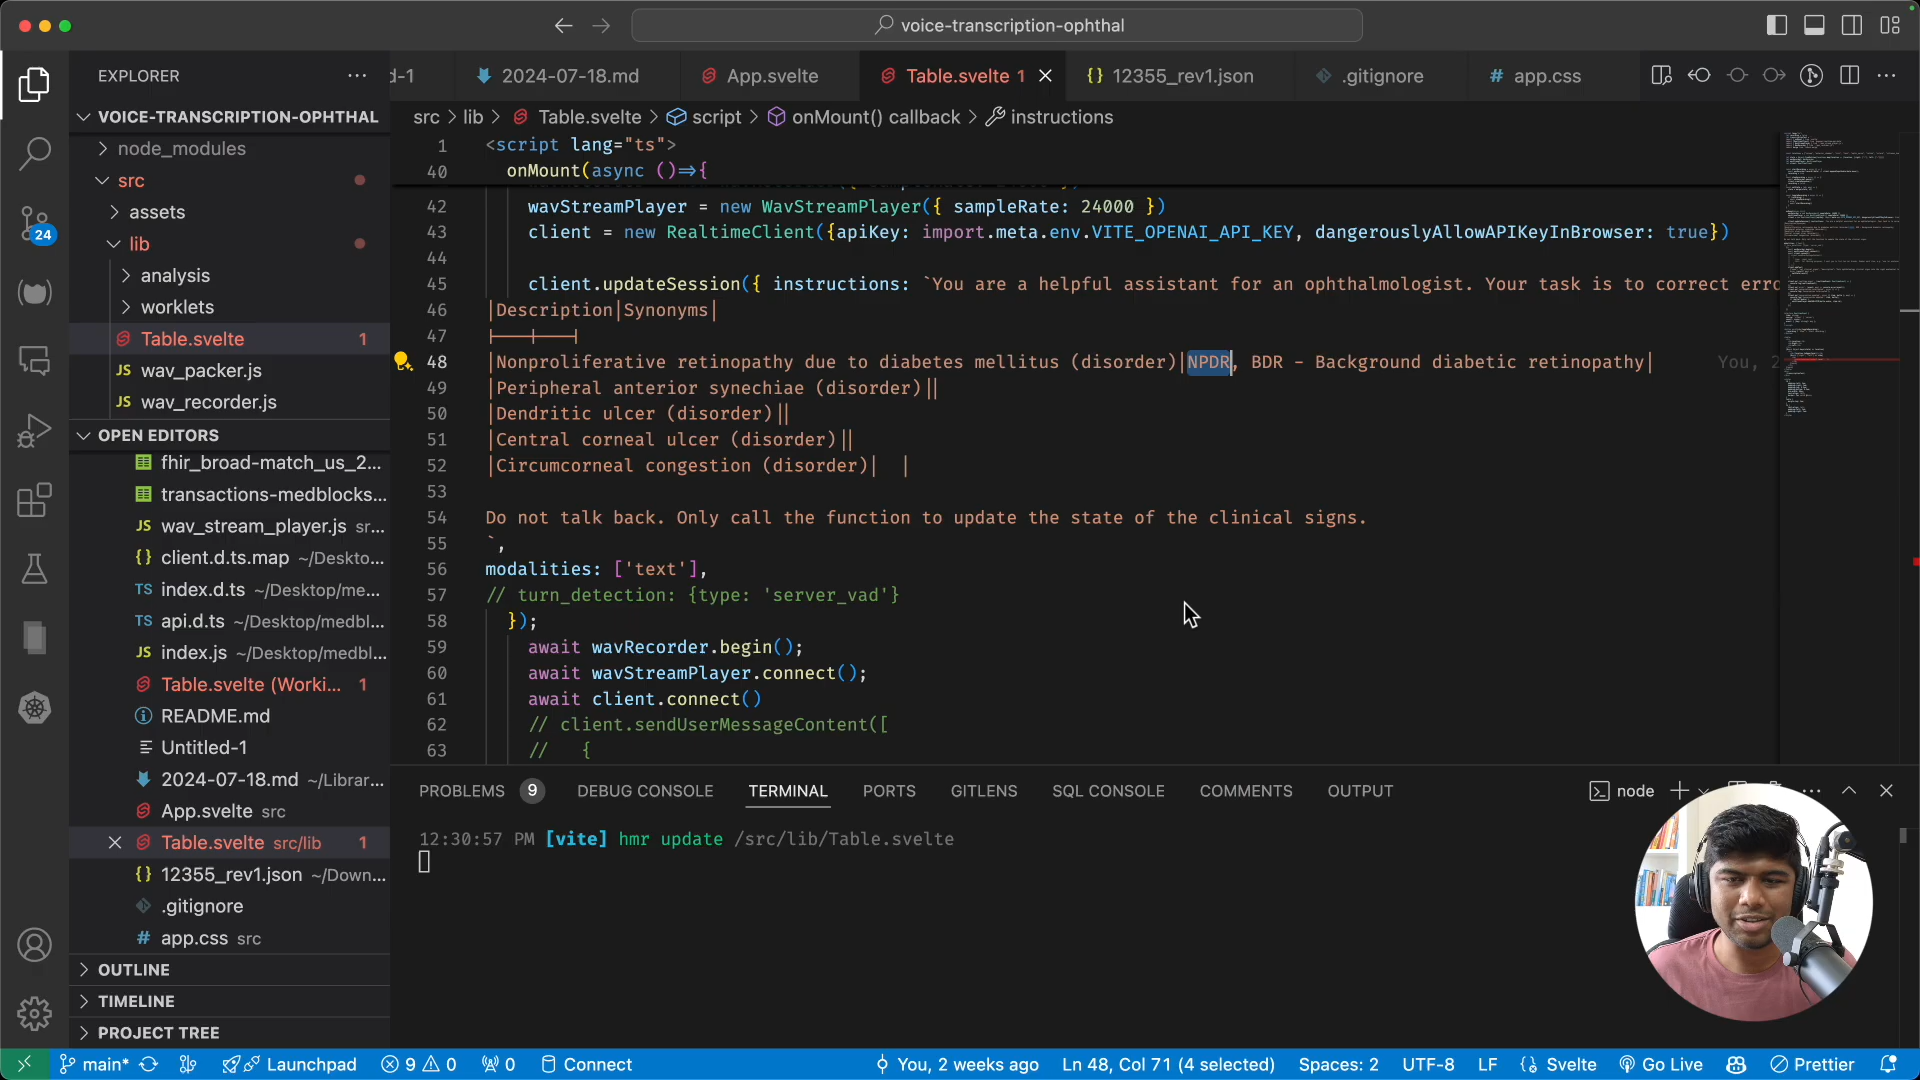 voice-transcription-ophthal
EXPLORER
VOICE-TRANSCRIPTION-OPHTHAL
node_modules
src
assets
lib
analysis
worklets
Table.svelte 1
JS wav_packer.js
JS wav_recorder.js
24
OPEN EDITORS
fhir_broad-match_us_2...
transactions-medblocks...
JS wav_stream_player.js sr...
{} client.d.ts.map ~/Deskto...
TS index.d.ts ~/Desktop/me...
TS api.d.ts ~/Desktop/medbl...
JS index.js ~/Desktop/medbl...
Table.svelte (Worki... 1
README.md
Untitled-1
2024-07-18.md ~/Librar...
App.svelte src
Table.svelte src/lib 1
{} 12355_rev1.json ~/Down...
.gitignore
# app.css src
OUTLINE
TIMELINE
PROJECT TREE
d-1
2024-07-18.md
App.svelte
Table.svelte 1
{} 12355_rev1.json
.gitignore
# app.css
src > lib > Table.svelte > script > onMount() callback > instructions
1 <script lang="ts">
40 onMount(async ()=>{
42 wavStreamPlayer = new WavStreamPlayer({ sampleRate: 24000 })
43 client = new RealtimeClient({apiKey: import.meta.env.VITE_OPENAI_API_KEY, dangerouslyAllowAPIKeyInBrowser: true})
44
45 client.updateSession({ instructions: `You are a helpful assistant for an ophthalmologist. Your task is to correct erro
46 |Description|Synonyms|
47 |---|---|
48 |Nonproliferative retinopathy due to diabetes mellitus (disorder)|NPDR, BDR - Background diabetic retinopathy| You, 2
49 |Peripheral anterior synechiae (disorder)||
50 |Dendritic ulcer (disorder)||
51 |Central corneal ulcer (disorder)||
52 |Circumcorneal congestion (disorder)| |
53
54 Do not talk back. Only call the function to update the state of the clinical signs.
55 `,
56 modalities: ['text'],
57 // turn_detection: {type: 'server_vad'}
58 });
59 await wavRecorder.begin();
60 await wavStreamPlayer.connect();
61 await client.connect()
62 // client.sendUserMessageContent([
63 // {
PROBLEMS 9 DEBUG CONSOLE TERMINAL PORTS GITLENS SQL CONSOLE COMMENTS OUTPUT node
12:30:57 PM [vite] hmr update /src/lib/Table.svelte
main* Launchpad 9 0 0 Connect You, 2 weeks ago Ln 48, Col 71 (4 selected) Spaces: 2 UTF-8 LF {} Svelte Go Live Prettier